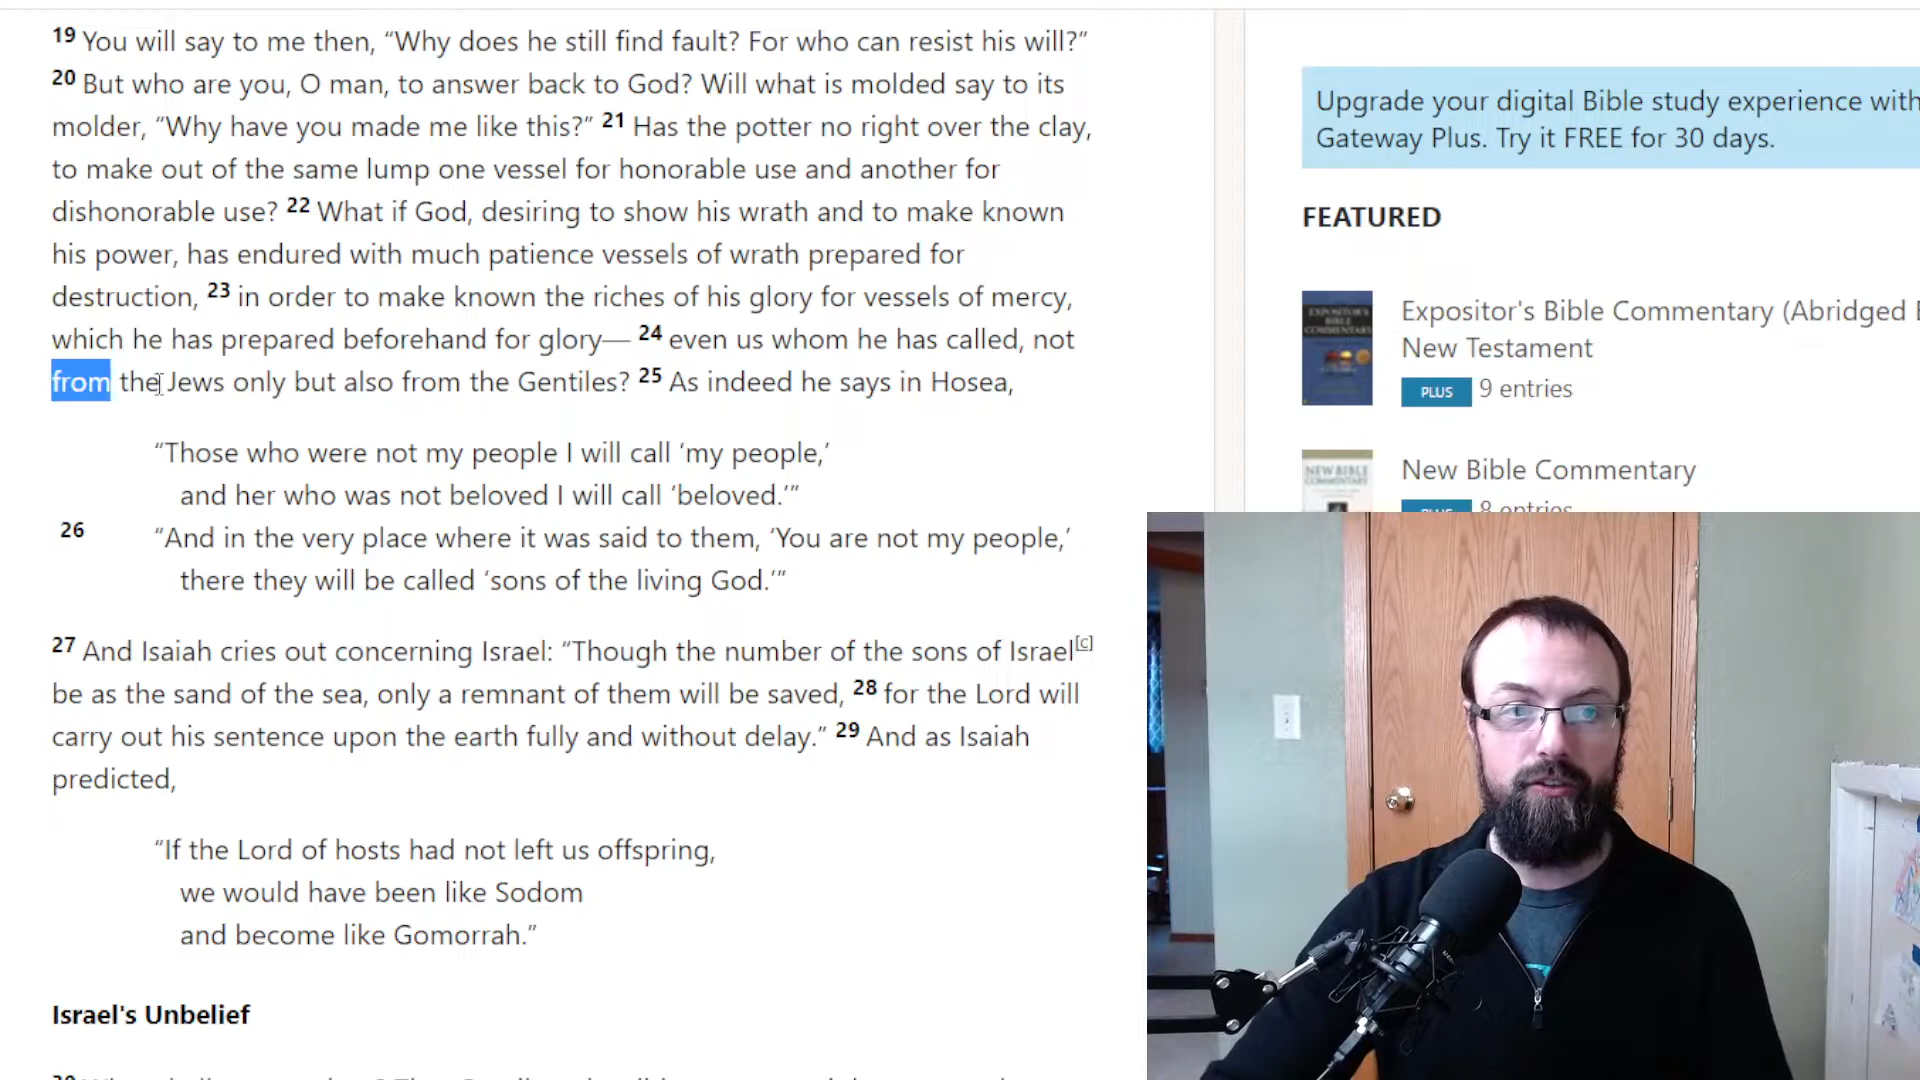 19 You will say to me then, “Why does he still find fault? For who can resist his will?”
20 But who are you, O man, to answer back to God? Will what is molded say to its
molder, “Why have you made me like this?” 21 Has the potter no right over the clay,
to make out of the same lump one vessel for honorable use and another for
dishonorable use? 22 What if God, desiring to show his wrath and to make known
his power, has endured with much patience vessels of wrath prepared for
destruction, 23 in order to make known the riches of his glory for vessels of mercy,
which he has prepared beforehand for glory— 24 even us whom he has called, not
from the Jews only but also from the Gentiles? 25 As indeed he says in Hosea,
“Those who were not my people I will call ‘my people,’
and her who was not beloved I will call ‘beloved.’”
26 “And in the very place where it was said to them, ‘You are not my people,’
there they will be called ‘sons of the living God.’”
27 And Isaiah cries out concerning Israel: “Though the number of the sons of Israel[c]
be as the sand of the sea, only a remnant of them will be saved, 28 for the Lord will
carry out his sentence upon the earth fully and without delay.” 29 And as Isaiah
predicted,
“If the Lord of hosts had not left us offspring,
we would have been like Sodom
and become like Gomorrah.”
Israel's Unbelief
Upgrade your digital Bible study experience with
Gateway Plus. Try it FREE for 30 days.
FEATURED
EXPOSITOR'S
BIBLE
COMMENTARY
Expositor's Bible Commentary (Abridged
New Testament
PLUS 9 entries
NEW BIBLE
COMMENTARY
New Bible Commentary
PLUS 8 entries